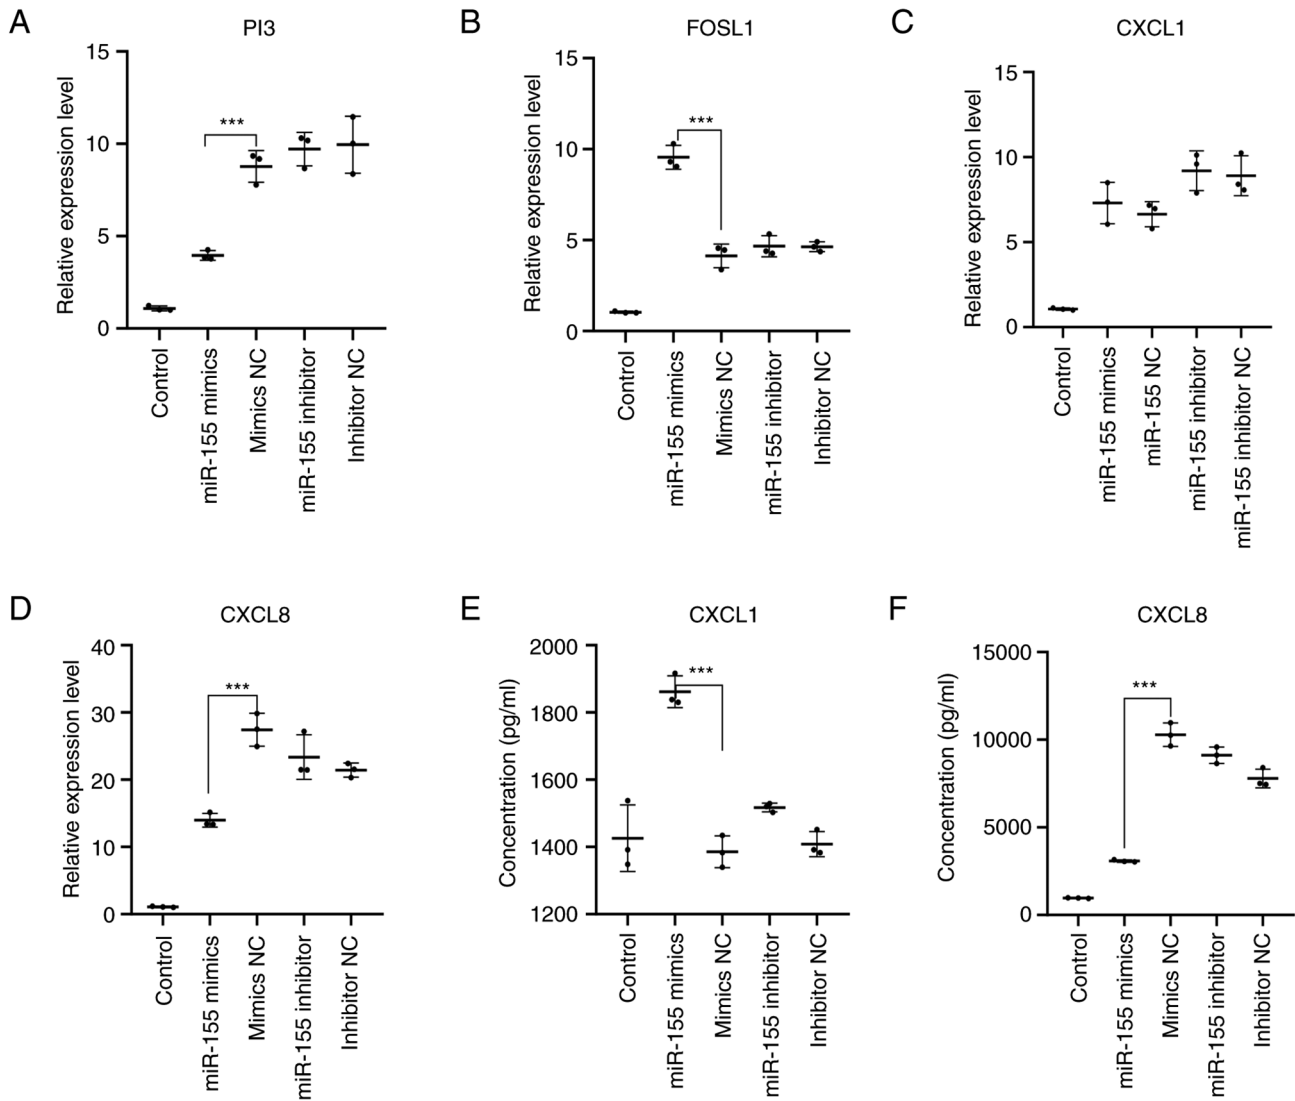 A
PI3
Relative expression level
15
10
5
0
***
Control
miR-155 mimics
Mimics NC
miR-155 inhibitor
Inhibitor NC
B
FOSL1
Relative expression level
15
10
5
0
***
Control
miR-155 mimics
Mimics NC
miR-155 inhibitor
Inhibitor NC
C
CXCL1
Relative expression level
15
10
5
0
Control
miR-155 mimics
miR-155 NC
miR-155 inhibitor
miR-155 inhibitor NC
D
CXCL8
Relative expression level
40
30
20
10
0
***
Control
miR-155 mimics
Mimics NC
miR-155 inhibitor
Inhibitor NC
E
CXCL1
Concentration (pg/ml)
2000
1800
1600
1400
1200
***
Control
miR-155 mimics
Mimics NC
miR-155 inhibitor
Inhibitor NC
F
CXCL8
Concentration (pg/ml)
15000
10000
5000
0
***
Control
miR-155 mimics
Mimics NC
miR-155 inhibitor
Inhibitor NC